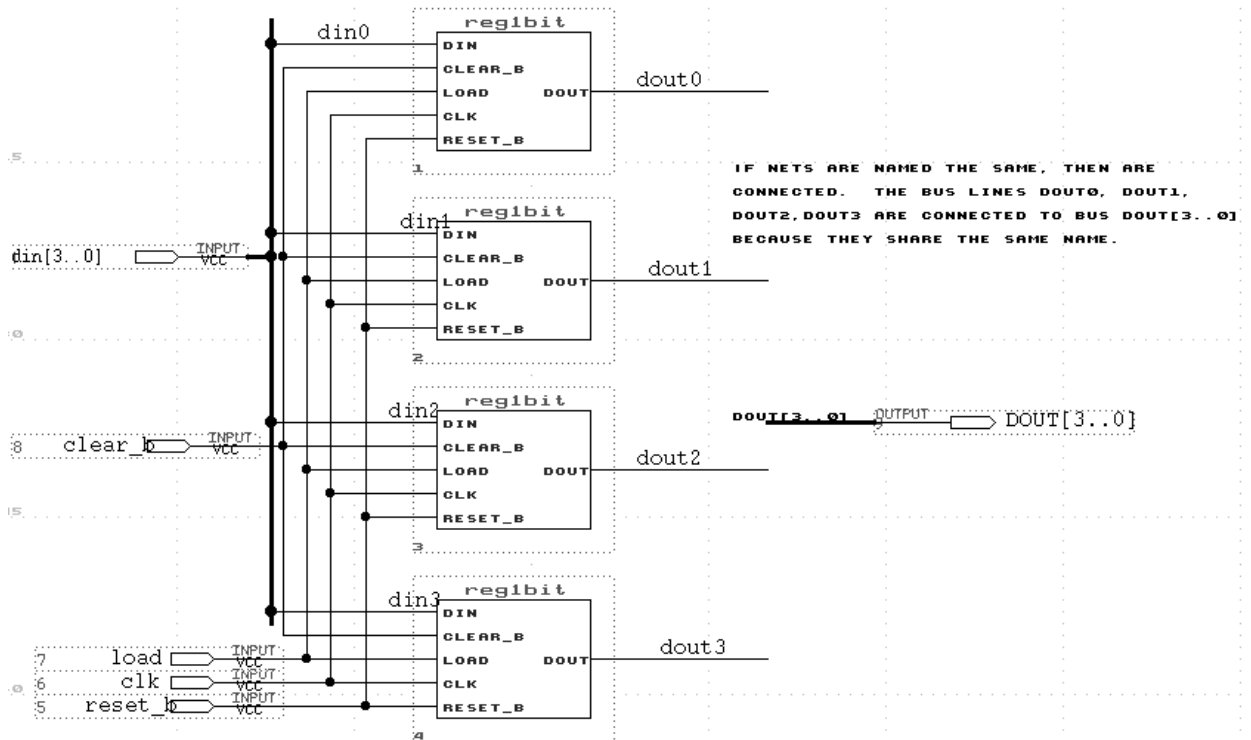 reg1bit
din0
DIN
CLEAR_B
LOAD DOUT
dout0
CLK
RESET_B
1
IF NETS ARE NAMED THE SAME, THEN ARE
CONNECTED. THE BUS LINES DOUT0, DOUT1,
DOUT2,DOUT3 ARE CONNECTED TO BUS DOUT[3..0]
BECAUSE THEY SHARE THE SAME NAME.
reg1bit
din1
DIN
din[3..0] INPUT
VCC
CLEAR_B
LOAD DOUT
dout1
CLK
RESET_B
2
reg1bit
din2
DIN
8 clear_b INPUT
VCC
CLEAR_B
LOAD DOUT
dout2
CLK
RESET_B
3
DOUT[3..0] OUTPUT DOUT[3..0]
reg1bit
din3
DIN
CLEAR_B
7 load INPUT
VCC
LOAD DOUT
dout3
6 clk INPUT
VCC
CLK
5 reset_b INPUT
VCC
RESET_B
4